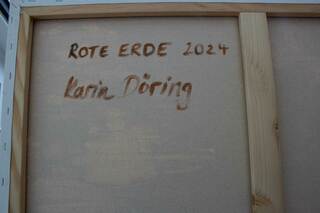 ROTE ERDE 2024
Karin Döring